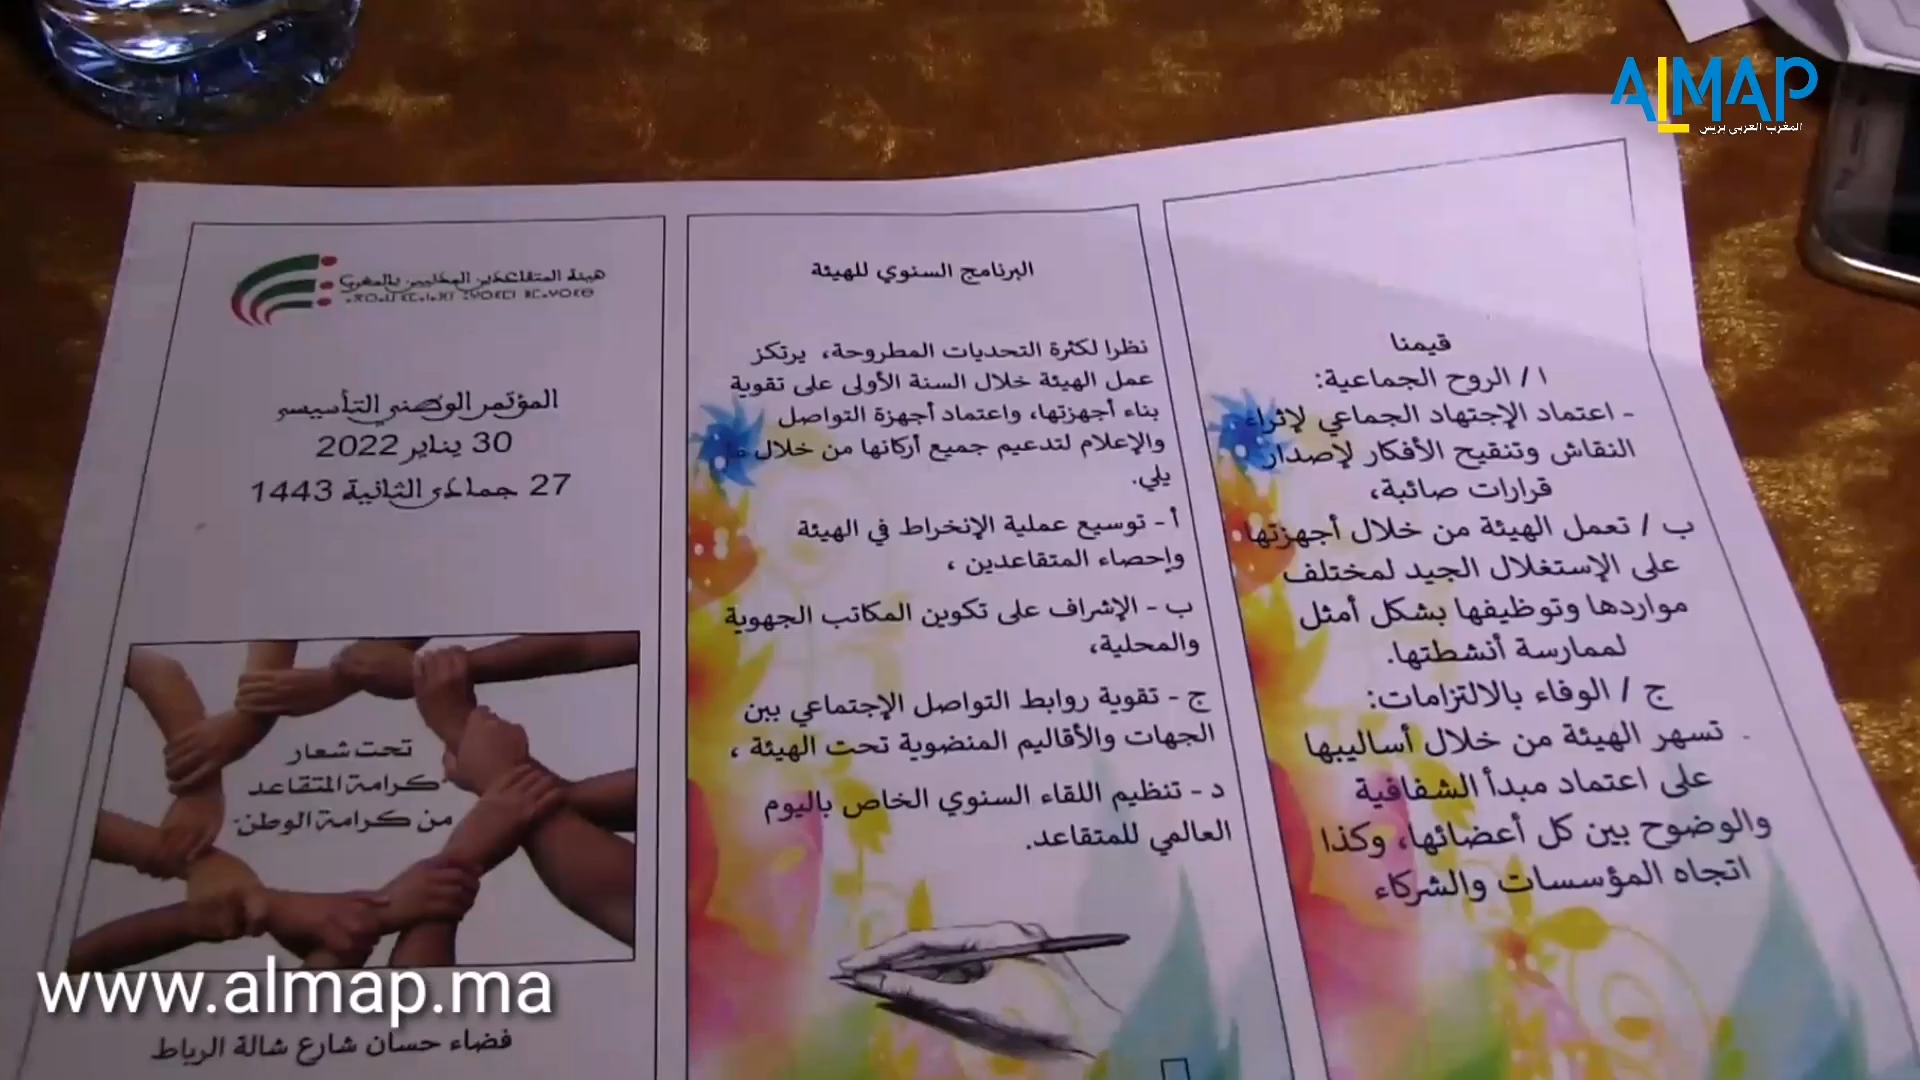 ALMAP
المغرب العربي بريس
قيمنا
ا / الروح الجماعية:
- اعتماد الإجتهاد الجماعي لإثراء
النقاش وتنقيح الأفكار لإصدار
قرارات صائبة،
ب / تعمل الهيئة من خلال أجهزتها
على الإستغلال الجيد لمختلف
مواردها وتوظيفها بشكل أمثل
لممارسة أنشطتها.
ج / الوفاء بالالتزامات:
تسهر الهيئة من خلال أساليبها
على اعتماد مبدأ الشفافية
والوضوح بين كل أعضائها، وكذا
اتجاه المؤسسات والشركاء
البرنامج السنوي للهيئة
نظرا لكثرة التحديات المطروحة، يرتكز
عمل الهيئة خلال السنة الأولى على تقوية
بناء أجهزتها، واعتماد أجهزة التواصل
والإعلام لتدعيم جميع أركانها من خلال
يلي.
أ - توسيع عملية الإنخراط في الهيئة
وإحصاء المتقاعدين ،
ب - الإشراف على تكوين المكاتب الجهوية
والمحلية،
ج - تقوية روابط التواصل الإجتماعي بين
الجهات والأقاليم المنضوية تحت الهيئة ،
د - تنظيم اللقاء السنوي الخاص باليوم
العالمي للمتقاعد.
هيئة المتقاعدين المغاربة بالمغرب
المؤتمر الوطني التأسيسي
30 يناير 2022
27 جمادى الثانية 1443
تحت شعار
"كرامة المتقاعد
من كرامة الوطن"
www.almap.ma
فضاء حسان شارع شالة الرباط